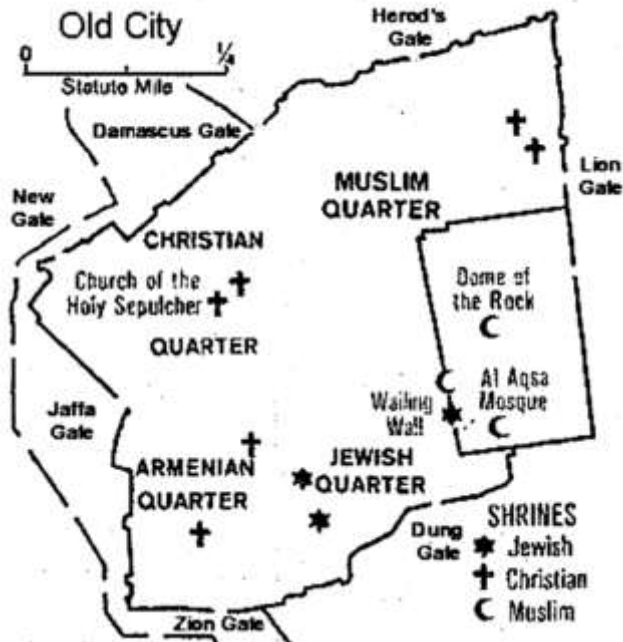 Old City
0 ¼
Statute Mile
Herod's
Gate
Damascus Gate
Lion
Gate
New
Gate
MUSLIM
QUARTER
CHRISTIAN
Church of the
Holy Sepulcher
QUARTER
Dome of
the Rock
Jaffa
Gate
Al Aqsa
Mosque
Wailing
Wall
ARMENIAN
QUARTER
JEWISH
QUARTER
Dung
Gate
SHRINES
Jewish
Christian
Muslim
Zion Gate